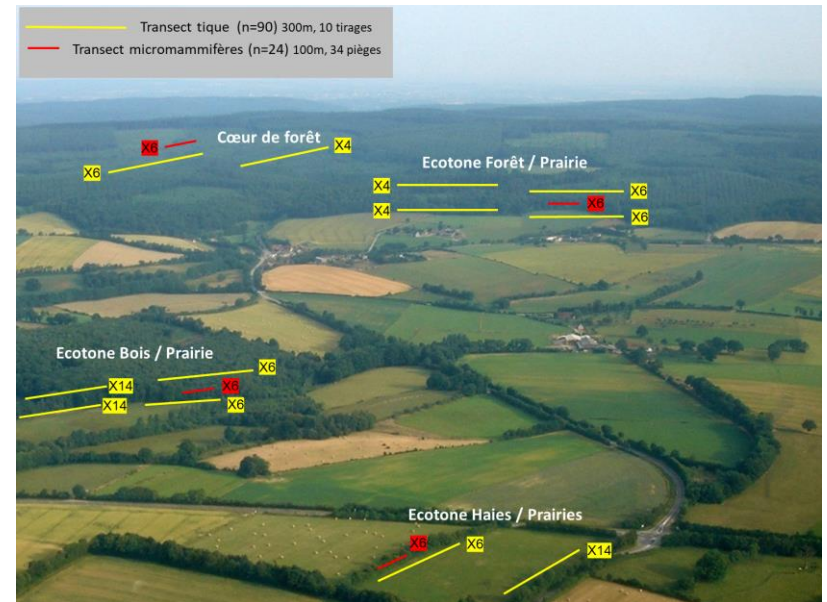 Transect tique (n=90) 300m, 10 tirages
Transect micromammifères (n=24) 100m, 34 pièges
Cœur de forêt
X6
X6
X4
Ecotone Forêt / Prairie
X4
X6
X6
X4
X6
Ecotone Bois / Prairie
X6
X14
X6
X14
X6
Ecotone Haies / Prairies
X6
X6
X14